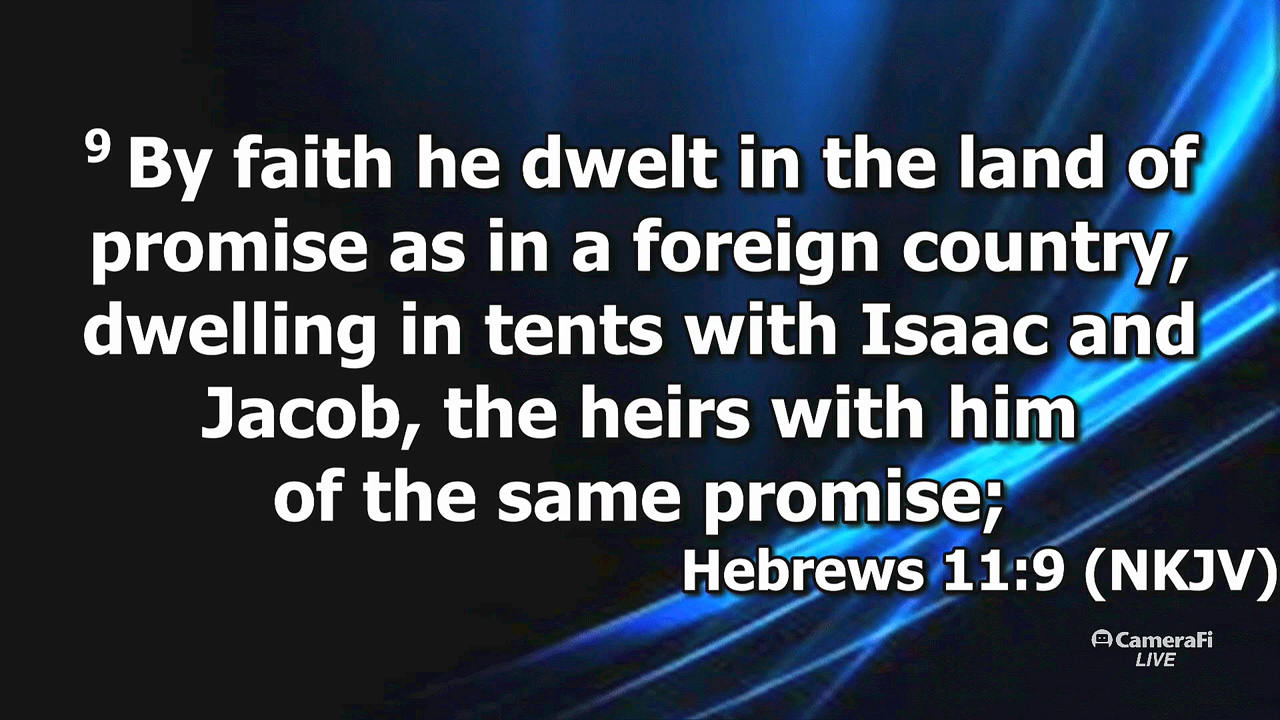 9 By faith he dwelt in the land of
promise as in a foreign country,
dwelling in tents with Isaac and
Jacob, the heirs with him
of the same promise;
Hebrews 11:9 (NKJV)
CameraFi
LIVE